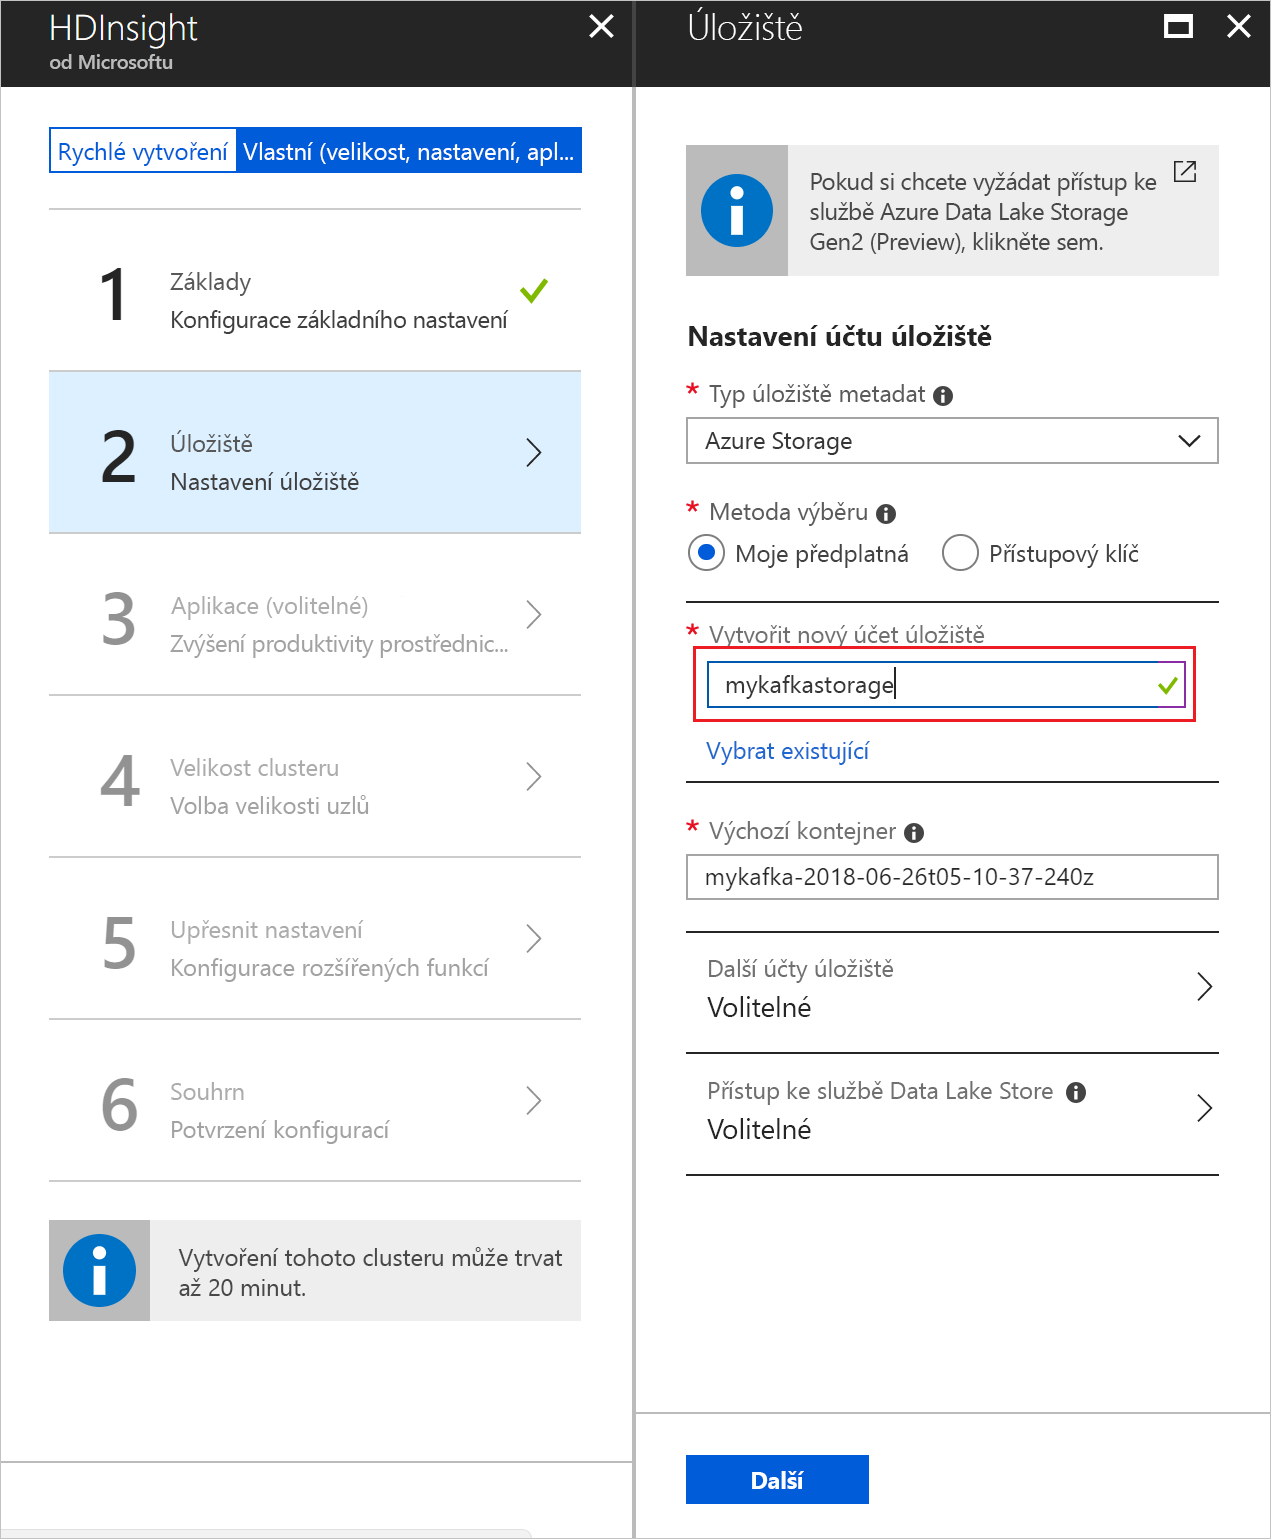 HDInsight
od Microsoftu
Rychlé vytvoření
Vlastní (velikost, nastavení, apl...
1
Základy
Konfigurace základního nastavení
2
Úložiště
Nastavení úložiště
3
Aplikace (volitelné)
Zvýšení produktivity prostřednic...
4
Velikost clusteru
Volba velikosti uzlů
5
Upřesnit nastavení
Konfigurace rozšířených funkcí
6
Souhrn
Potvrzení konfigurací
Vytvoření tohoto clusteru může trvat
až 20 minut.
Úložiště
Pokud si chcete vyžádat přístup ke
službě Azure Data Lake Storage
Gen2 (Preview), klikněte sem.
Nastavení účtu úložiště
* Typ úložiště metadat
Azure Storage
* Metoda výběru
Moje předplatná
Přístupový klíč
* Vytvořit nový účet úložiště
mykafkastorage
Vybrat existující
* Výchozí kontejner
mykafka-2018-06-26t05-10-37-240z
Další účty úložiště
Volitelné
Přístup ke službě Data Lake Store
Volitelné
Další